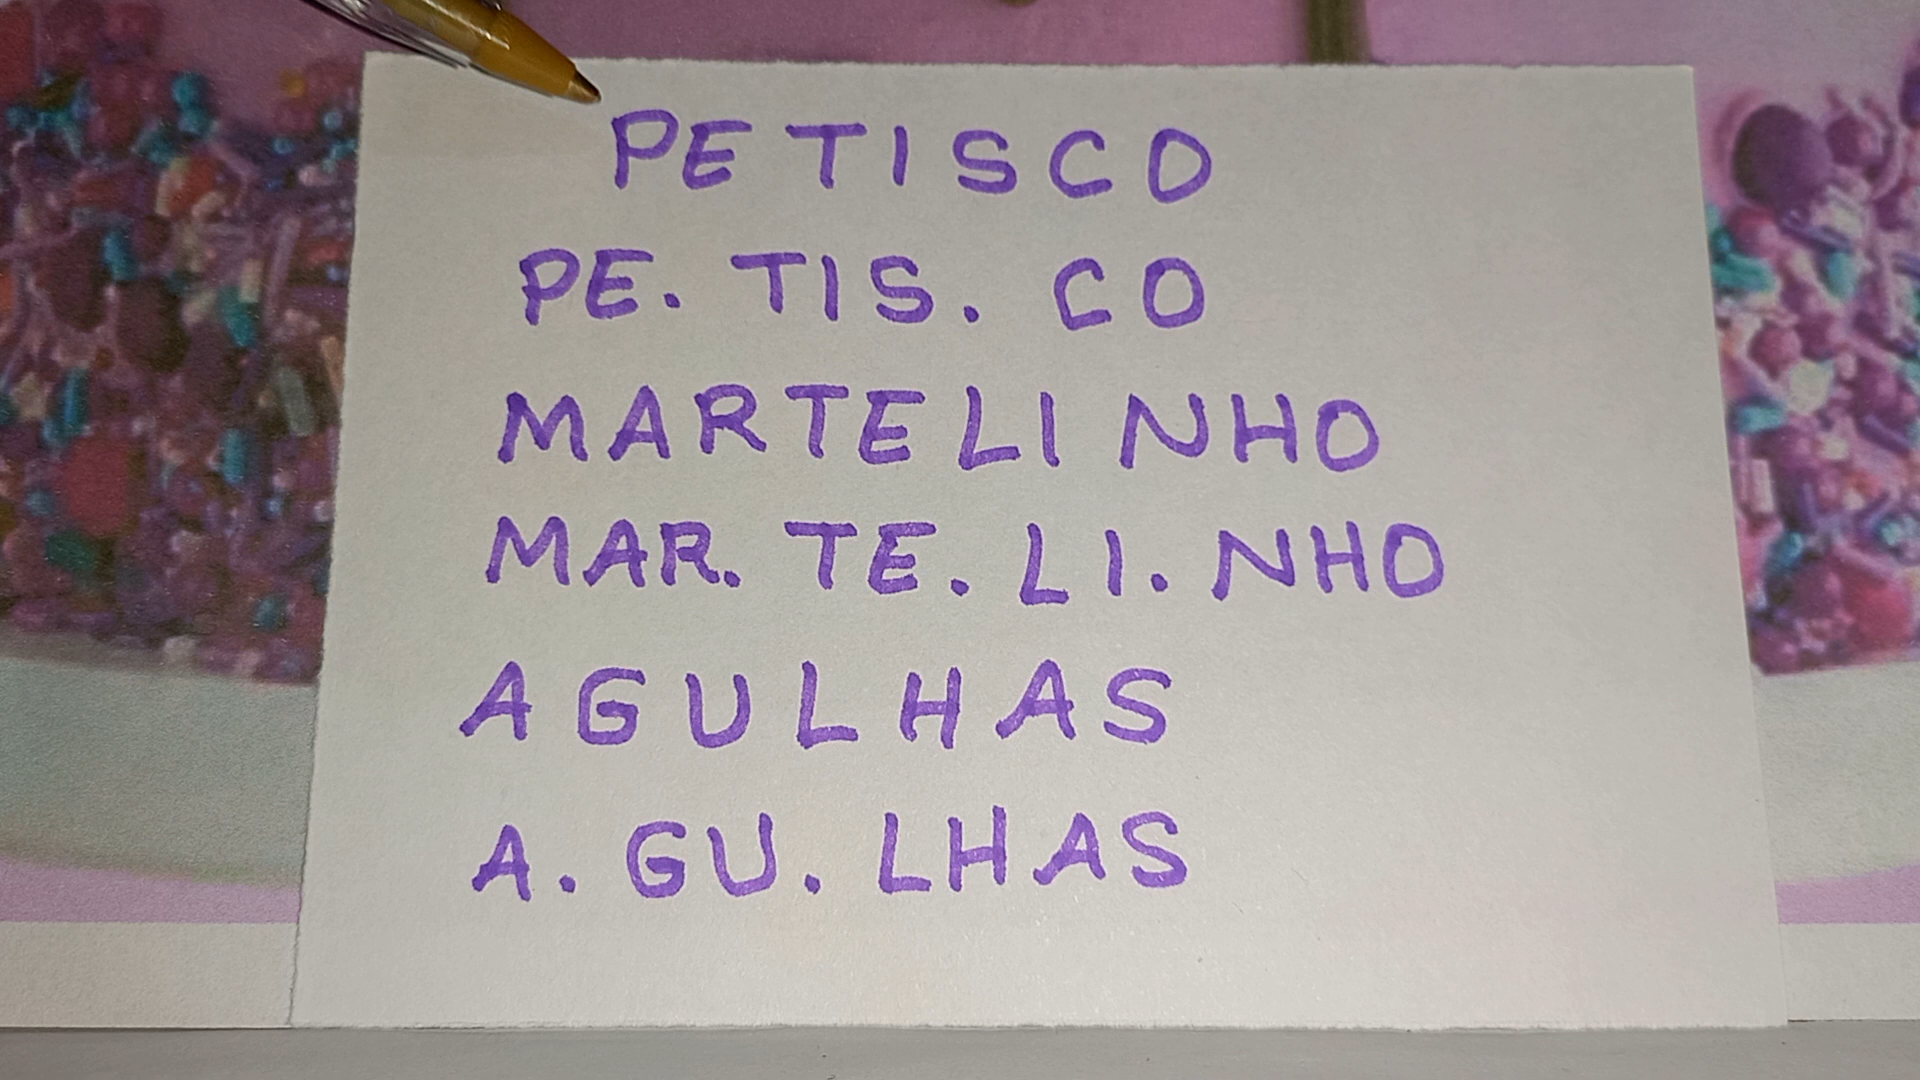 PETISCO
PE. TIS. CO
MARTELINHO
MAR. TE. LI. NHO
AGULHAS
A. GU. LHAS